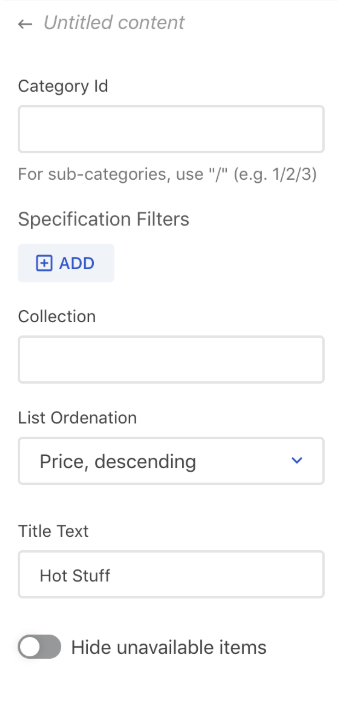 ← Untitled content
Category Id
For sub-categories, use "/" (e.g. 1/2/3)
Specification Filters
ADD
Collection
List Ordenation
Price, descending
Title Text
Hot Stuff
Hide unavailable items